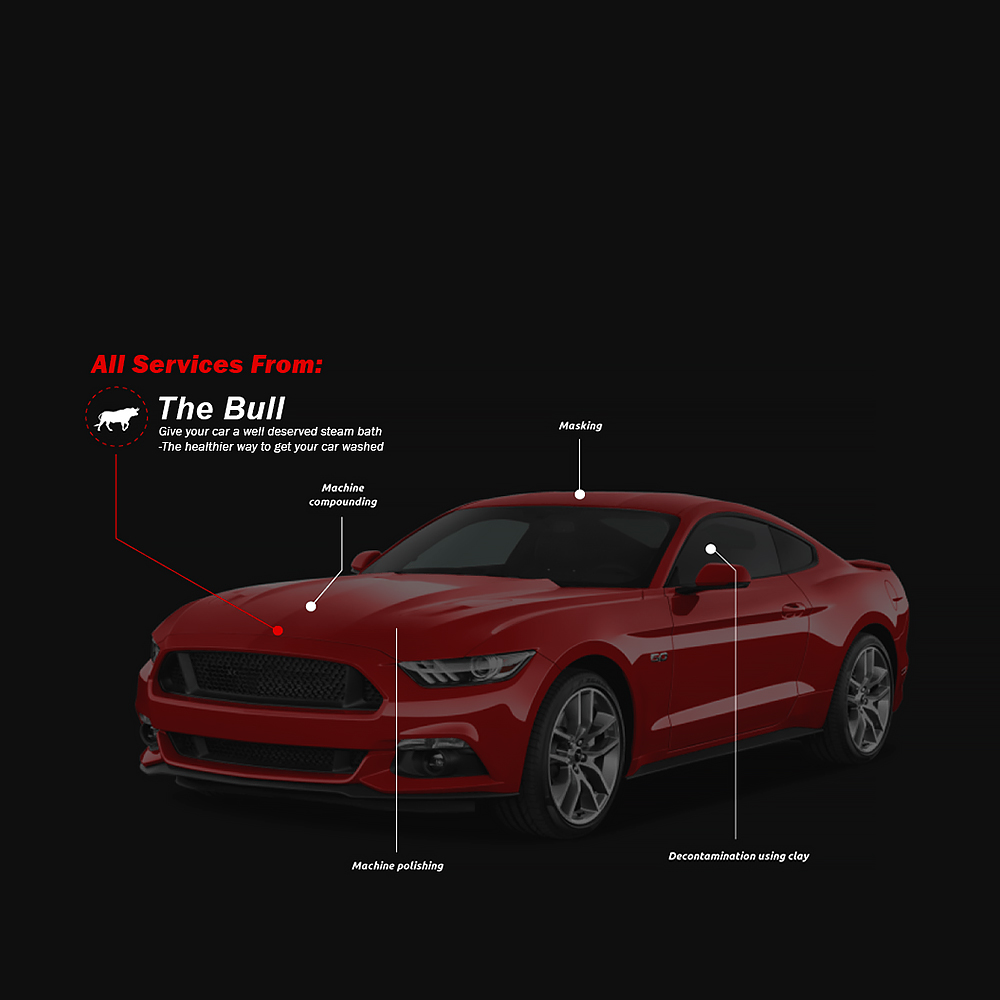 All Services From:
The Bull
Give your car a well deserved steam bath
-The healthier way to get your car washed
Masking
Machine
compounding
Machine polishing
Decontamination using clay